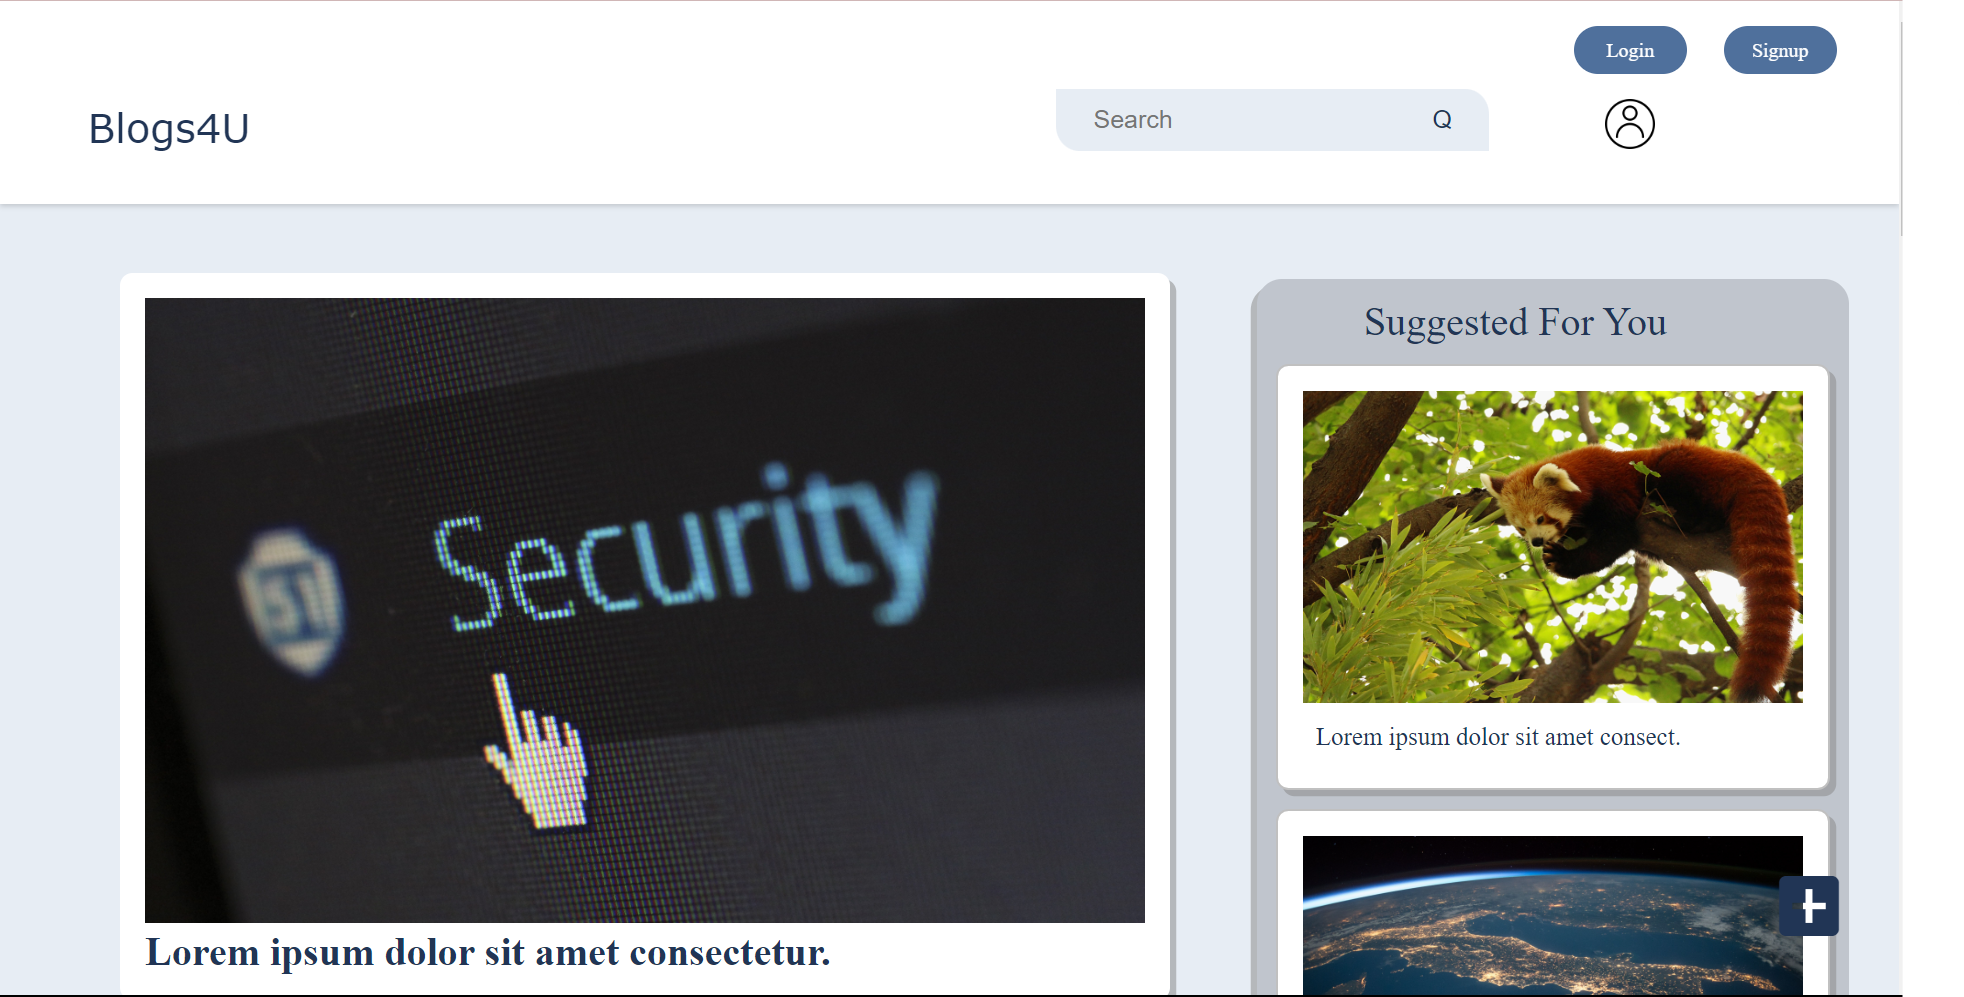 Login Signup
Blogs4U
Search Q
Suggested For You
Security
Lorem ipsum dolor sit amet consect.
Lorem ipsum dolor sit amet consectetur.